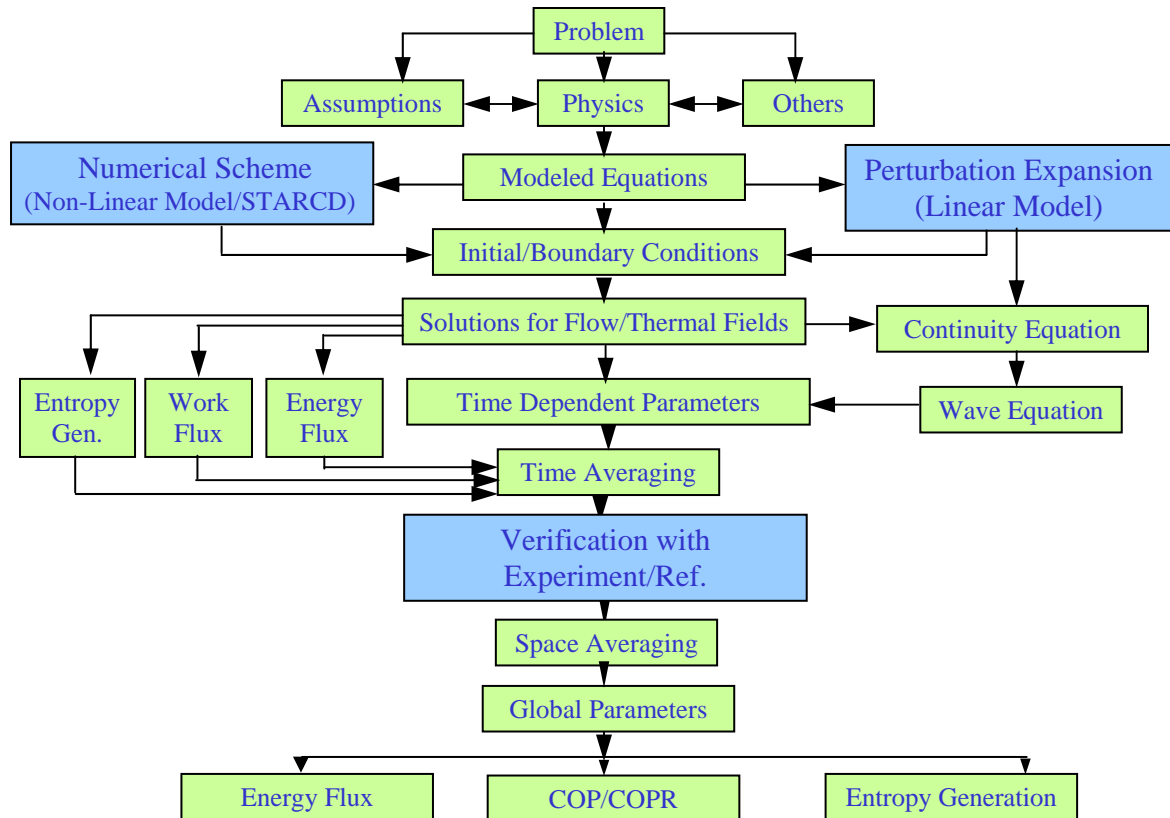 Problem
Assumptions
Physics
Others
Numerical Scheme
(Non-Linear Model/STARCD)
Modeled Equations
Perturbation Expansion
(Linear Model)
Initial/Boundary Conditions
Solutions for Flow/Thermal Fields
Continuity Equation
Entropy
Gen.
Work
Flux
Energy
Flux
Time Dependent Parameters
Wave Equation
Time Averaging
Verification with
Experiment/Ref.
Space Averaging
Global Parameters
Energy Flux
COP/COPR
Entropy Generation